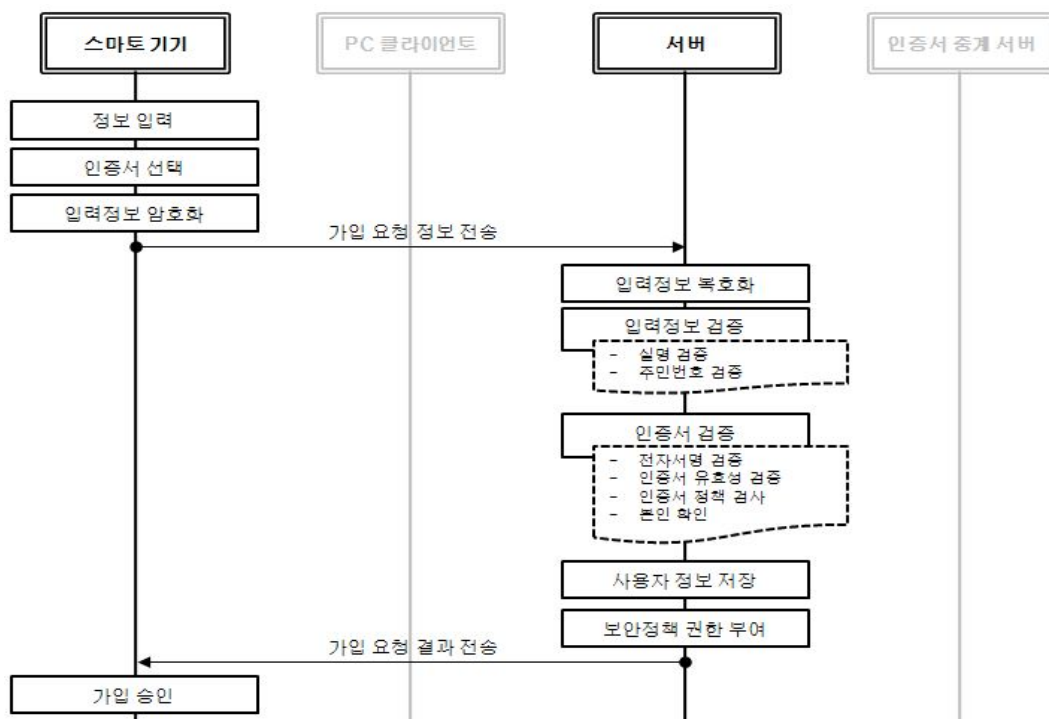 스마트 기기
PC 클라이언트
서버
인증서 중계 서버
정보 입력
인증서 선택
입력정보 암호화
가입 요청 정보 전송
입력정보 복호화
입력정보 검증
- 실명 검증
- 주민번호 검증
인증서 검증
- 전자서명 검증
- 인증서 유효성 검증
- 인증서 정책 검사
- 본인 확인
사용자 정보 저장
보안정책 권한 부여
가입 요청 결과 전송
가입 승인